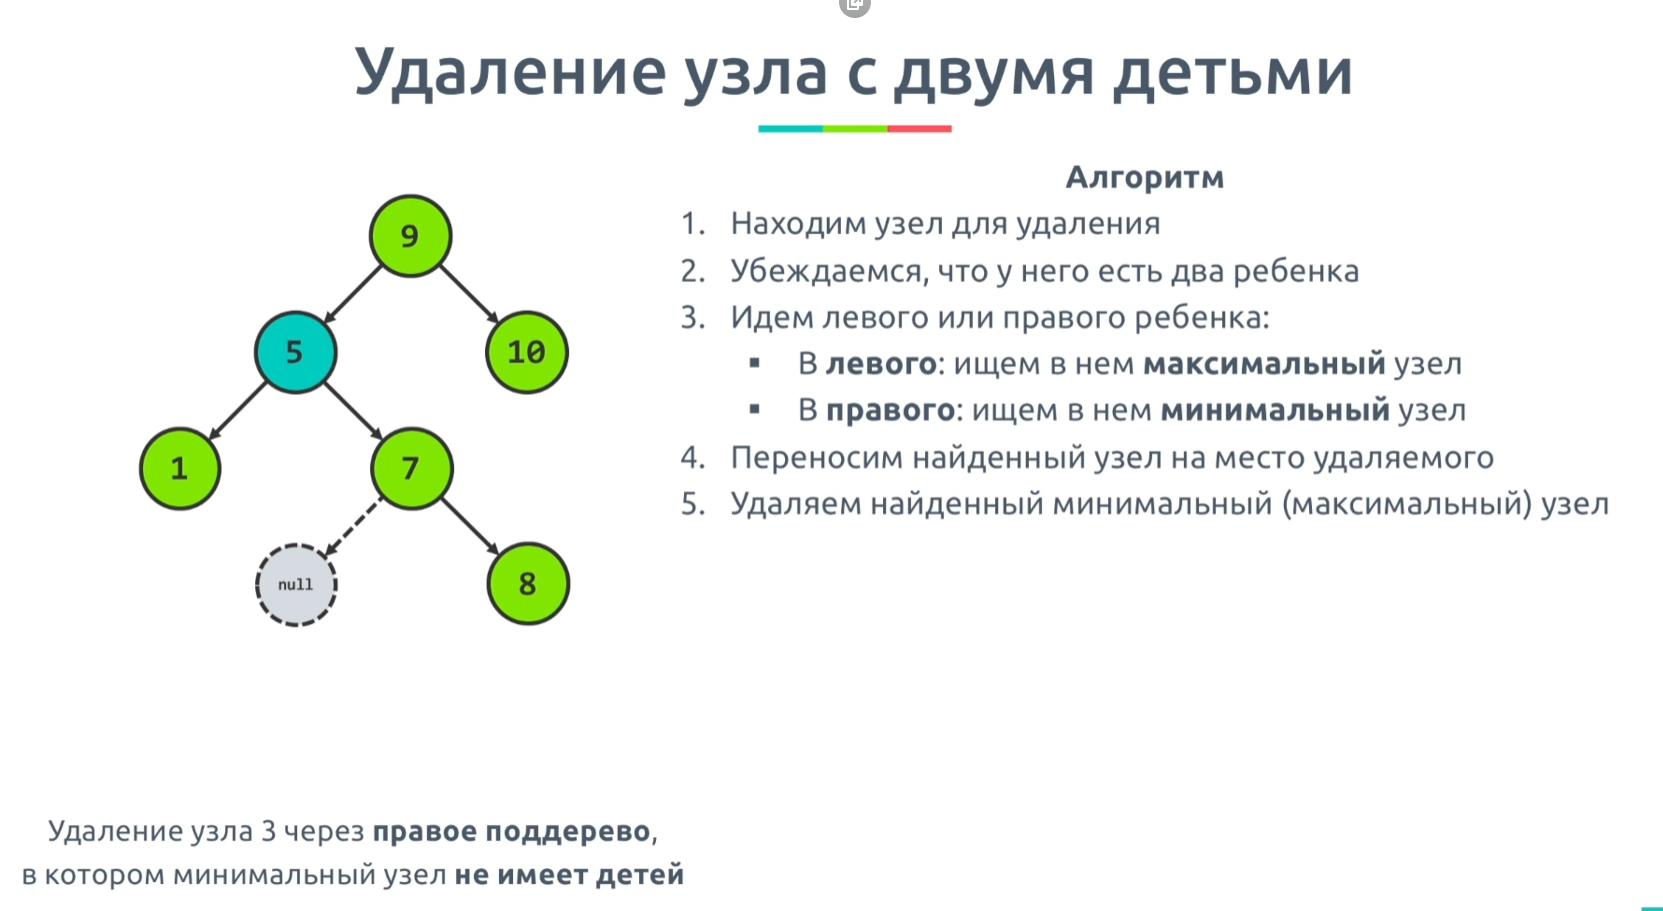 Удаление узла с двумя детьми
Алгоритм
1. Находим узел для удаления
2. Убеждаемся, что у него есть два ребенка
3. Идем левого или правого ребенка:
▪ В левого: ищем в нем максимальный узел
▪ В правого: ищем в нем минимальный узел
4. Переносим найденный узел на место удаляемого
5. Удаляем найденный минимальный (максимальный) узел
9
5
10
1
7
null
8
Удаление узла 3 через правое поддерево,
в котором минимальный узел не имеет детей